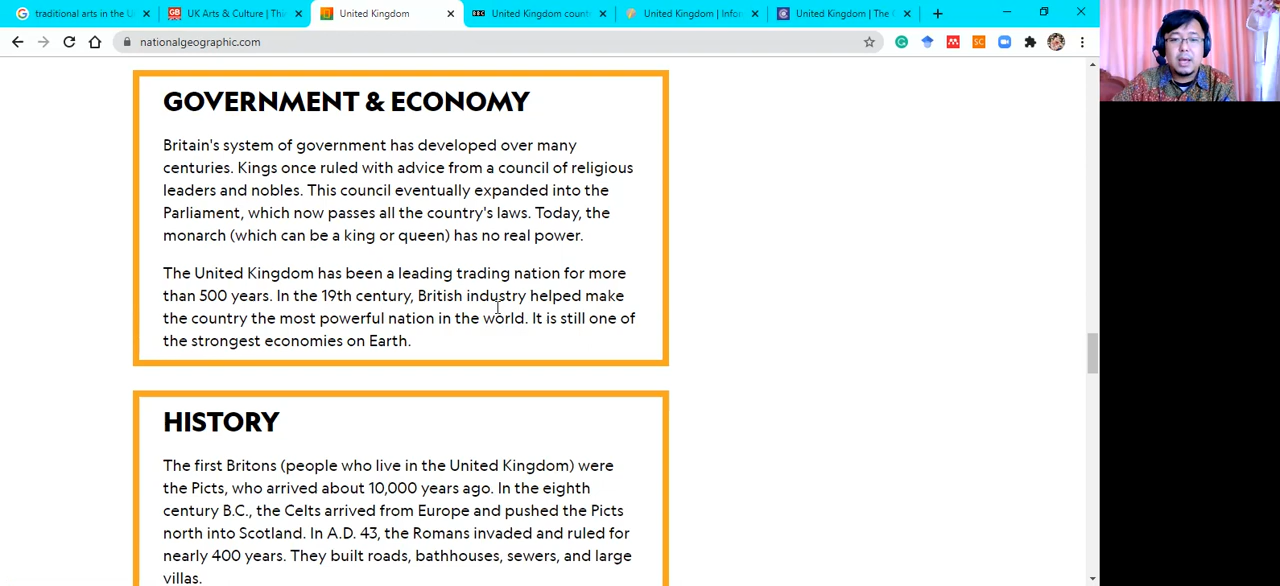 traditional arts in the U
UK Arts & Culture | Thi
United Kingdom
BBC
United Kingdom count
United Kingdom | Infor
United Kingdom | The C
nationalgeographic.com
GOVERNMENT & ECONOMY
Britain's system of government has developed over many
centuries. Kings once ruled with advice from a council of religious
leaders and nobles. This council eventually expanded into the
Parliament, which now passes all the country's laws. Today, the
monarch (which can be a king or queen) has no real power.
The United Kingdom has been a leading trading nation for more
than 500 years. In the 19th century, British industry helped make
the country the most powerful nation in the world. It is still one of
the strongest economies on Earth.
HISTORY
The first Britons (people who live in the United Kingdom) were
the Picts, who arrived about 10,000 years ago. In the eighth
century B.C., the Celts arrived from Europe and pushed the Picts
north into Scotland. In A.D. 43, the Romans invaded and ruled for
nearly 400 years. They built roads, bathhouses, sewers, and large
villas.